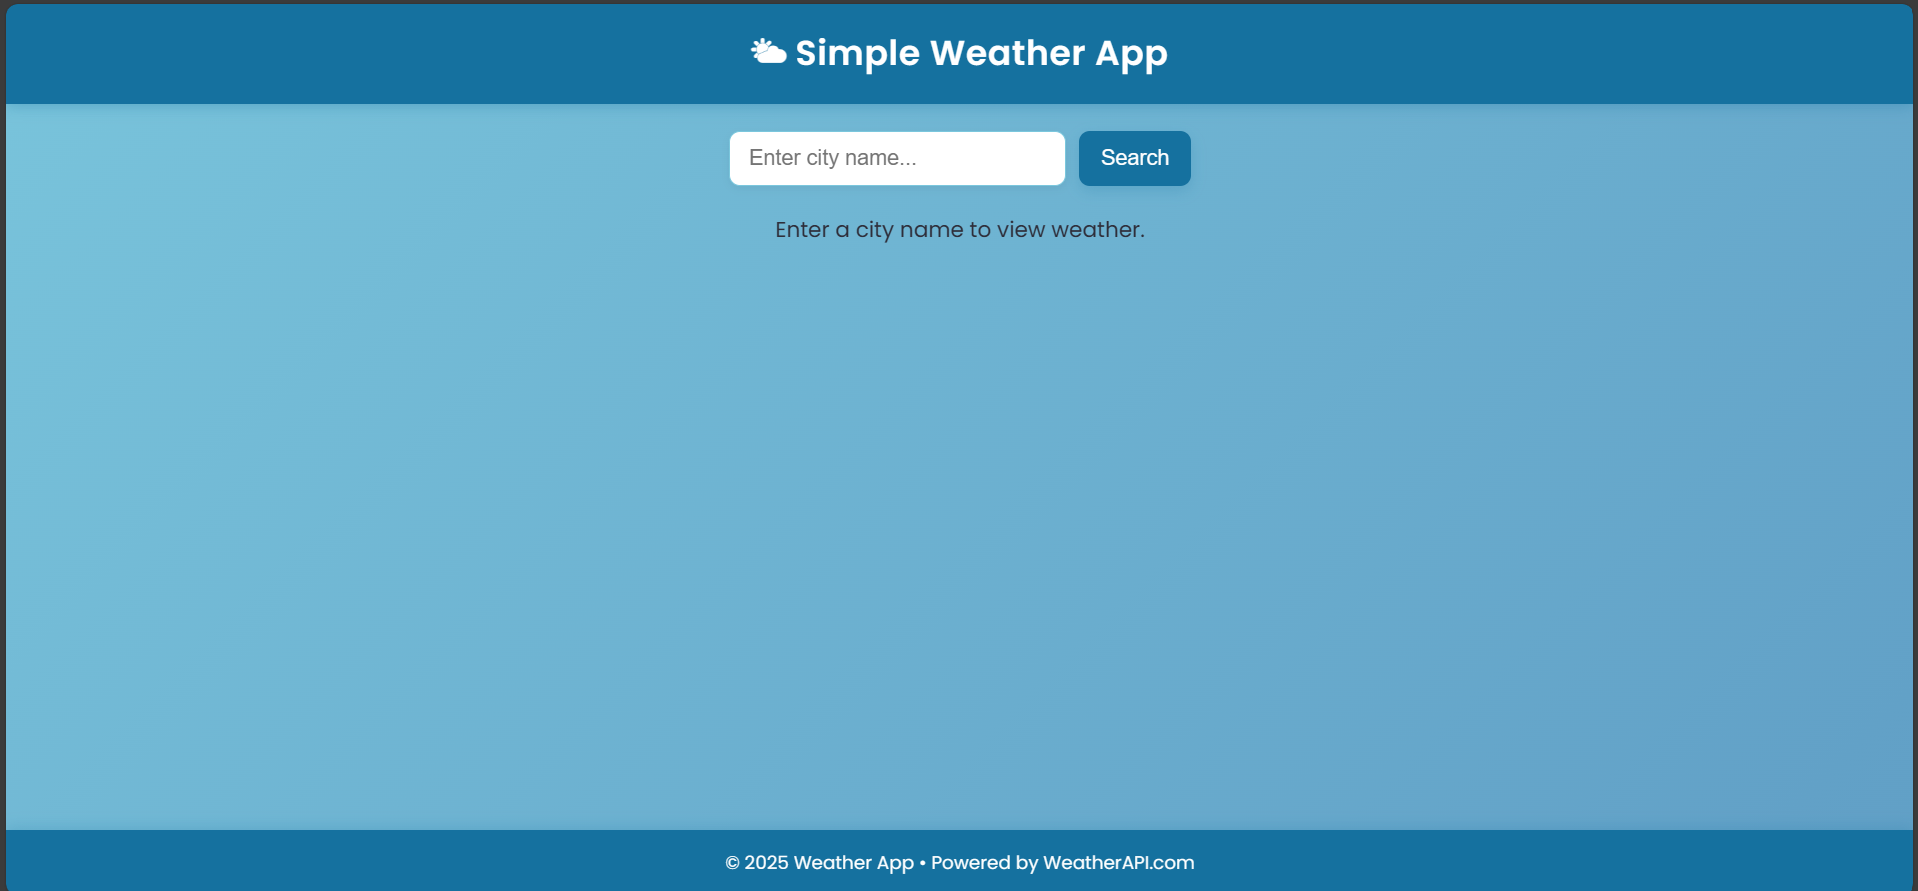 Simple Weather App
Enter city name...
Search
Enter a city name to view weather.
© 2025 Weather App • Powered by WeatherAPI.com